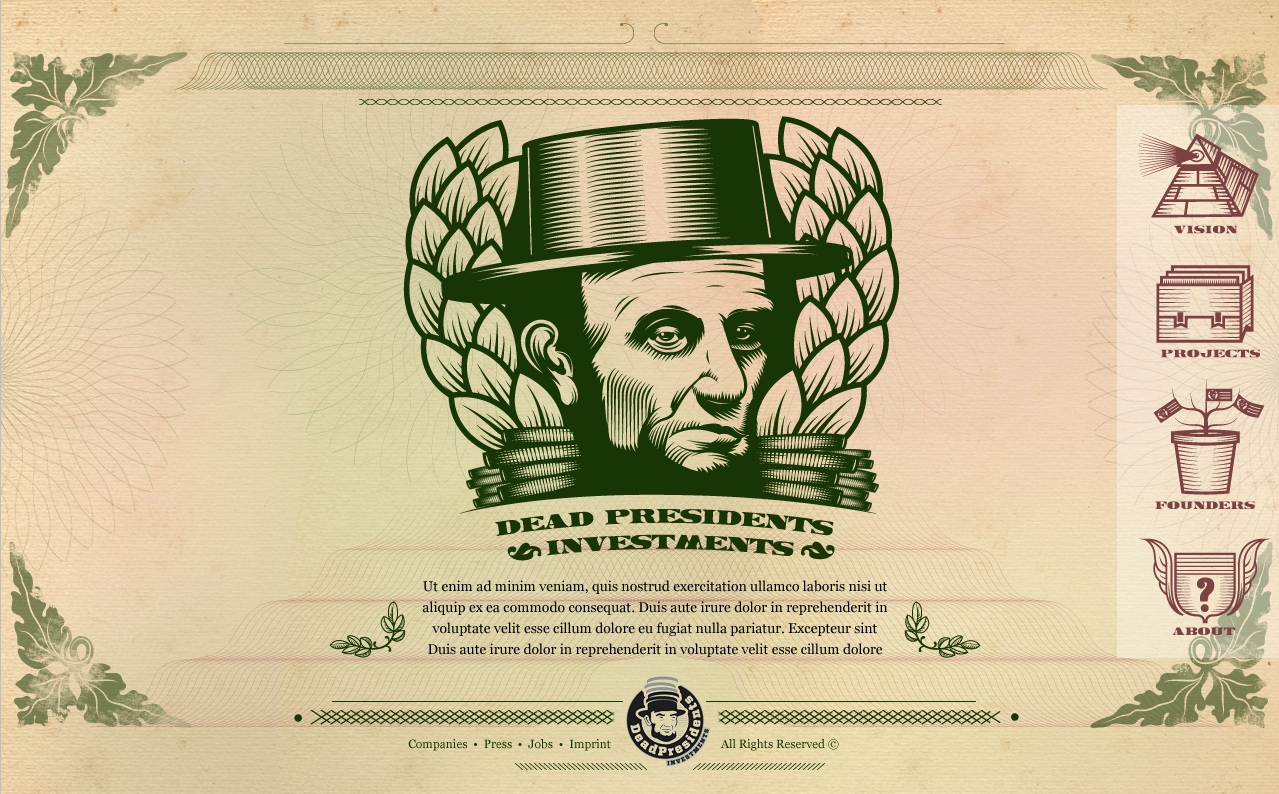 VISION
PROJECTS
FOUNDERS
?
ABOUT
DEAD PRESIDENTS
INVESTMENTS
Ut enim ad minim veniam, quis nostrud exercitation ullamco laboris nisi ut
aliquip ex ea commodo consequat. Duis aute irure dolor in reprehenderit in
voluptate velit esse cillum dolore eu fugiat nulla pariatur. Excepteur sint
Duis aute irure dolor in reprehenderit in voluptate velit esse cillum dolore
Companies • Press • Jobs • Imprint
DeadPresidents
INVESTMENTS
All Rights Reserved ©